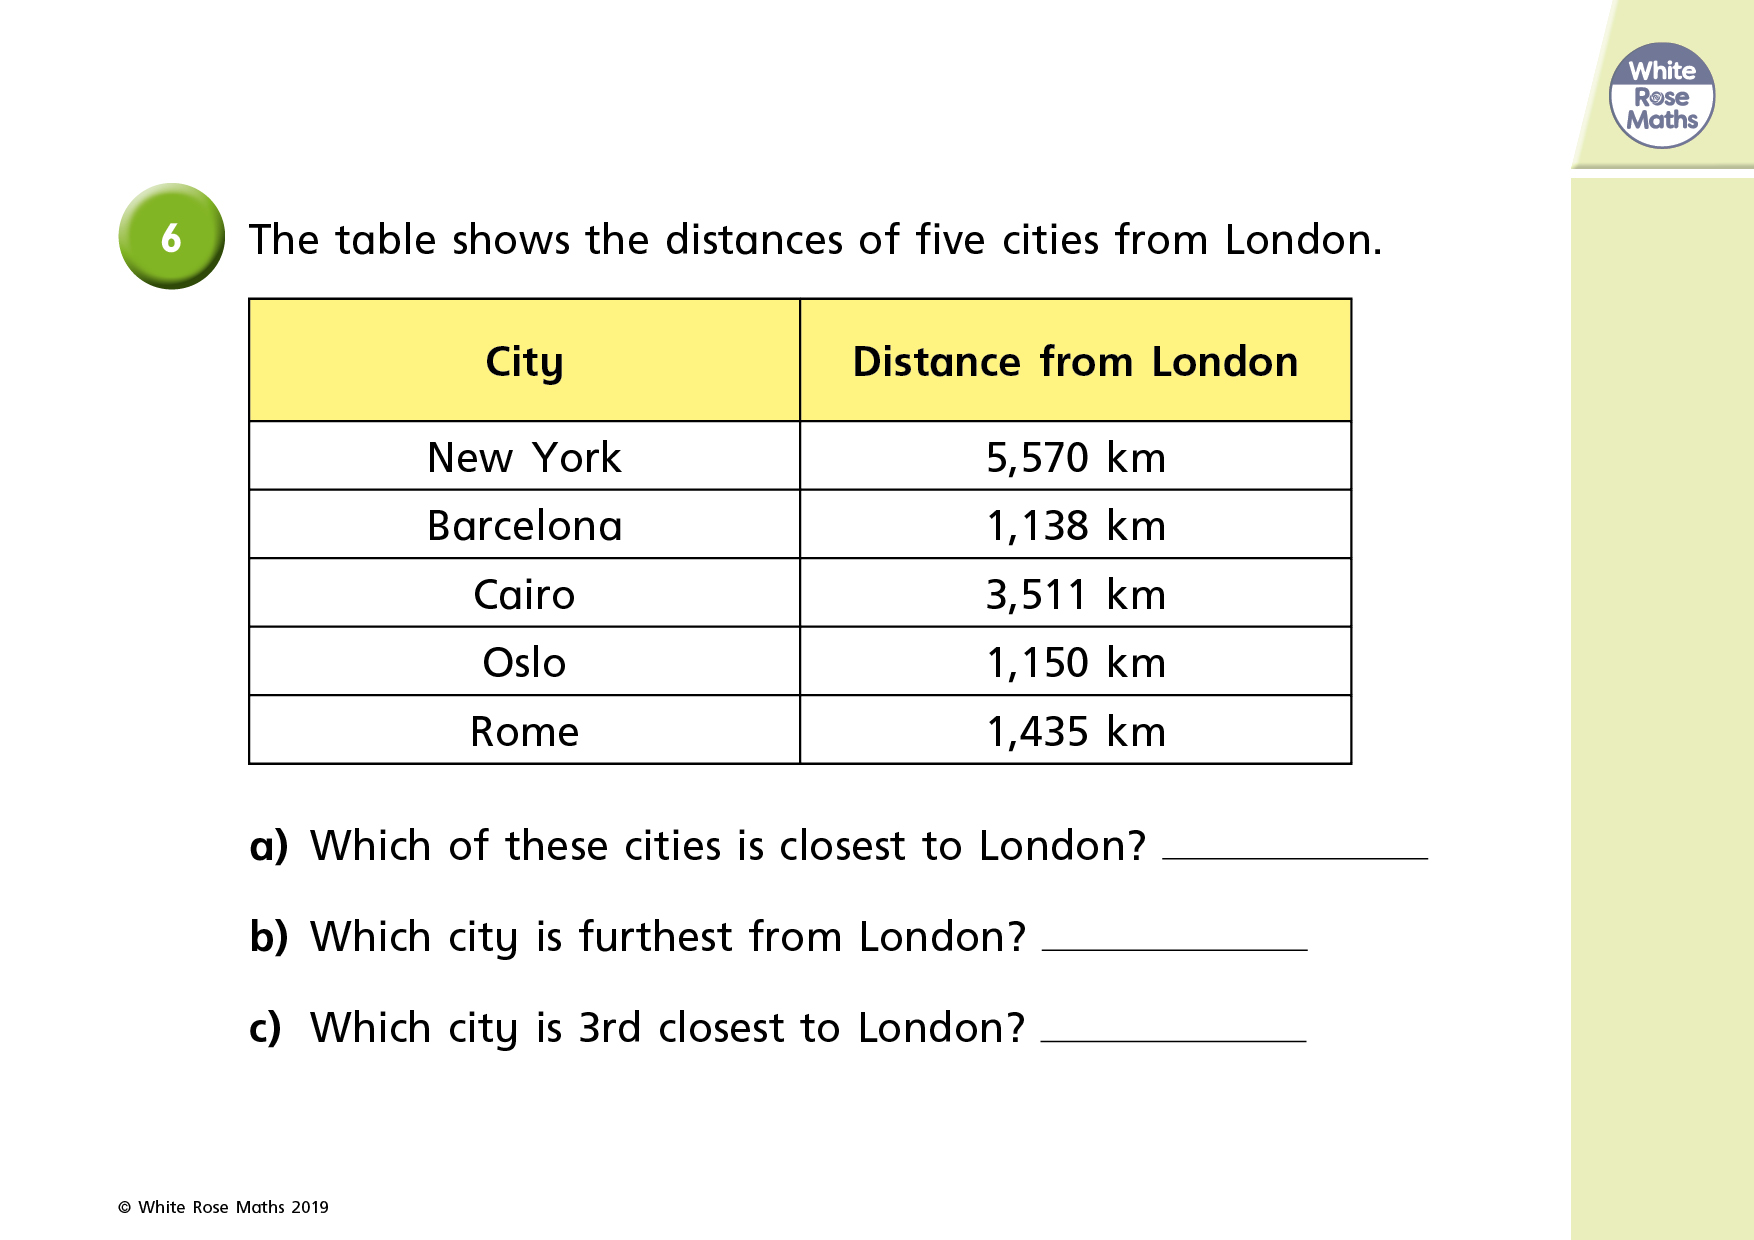 White
Rose
Maths
6 The table shows the distances of five cities from London.
City Distance from London
New York 5,570 km
Barcelona 1,138 km
Cairo 3,511 km
Oslo 1,150 km
Rome 1,435 km
a) Which of these cities is closest to London?
b) Which city is furthest from London?
c) Which city is 3rd closest to London?
© White Rose Maths 2019